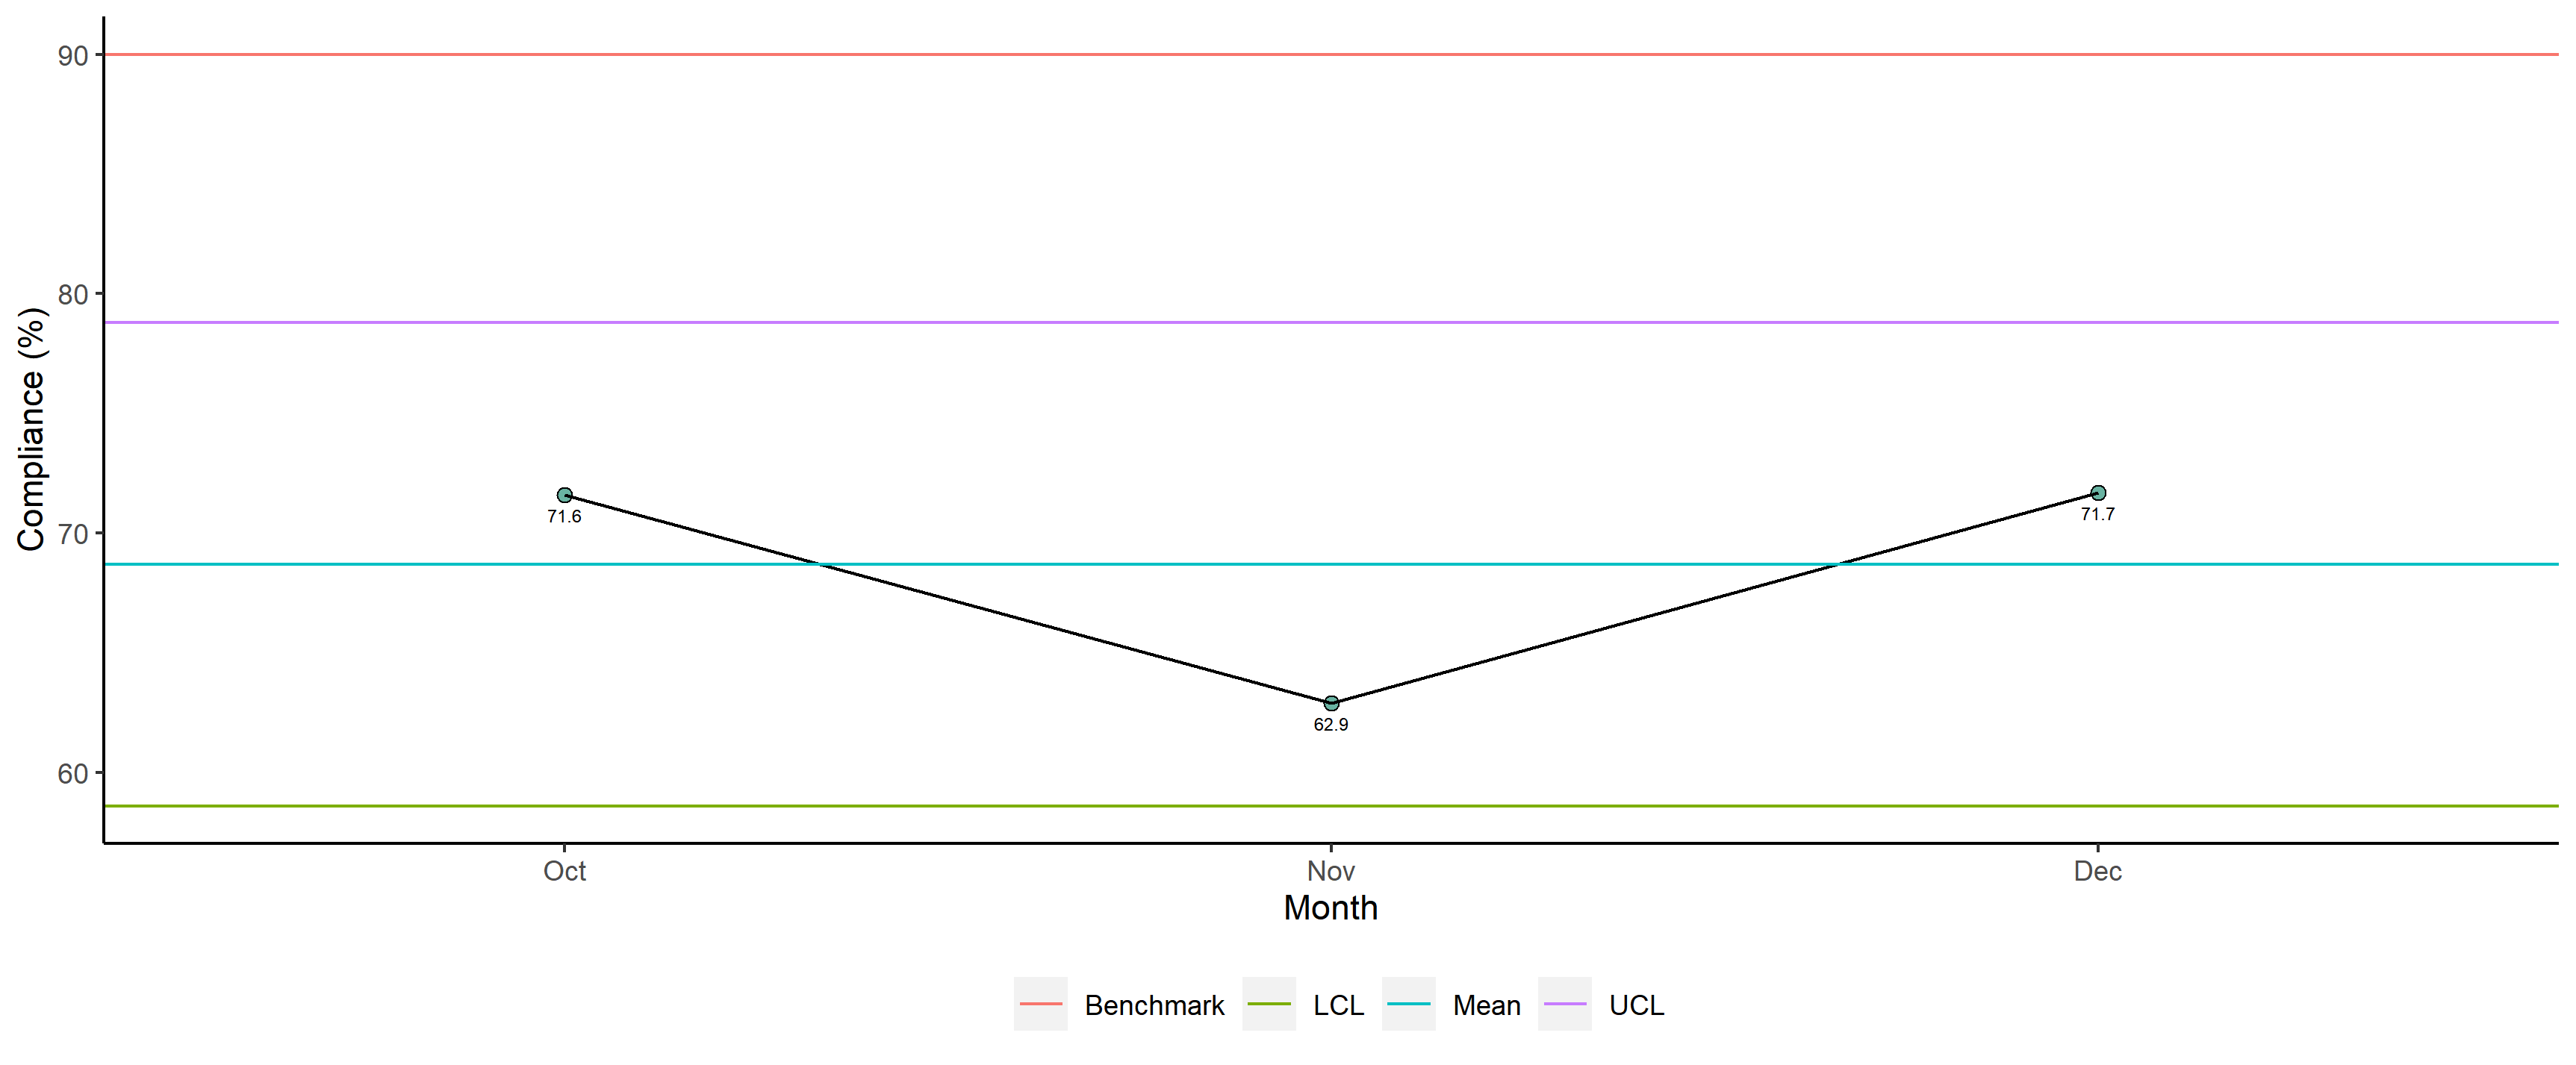 Compliance (%)
90
80
70
60
71.6
62.9
71.7
Oct Nov Dec
Month
Benchmark LCL Mean UCL